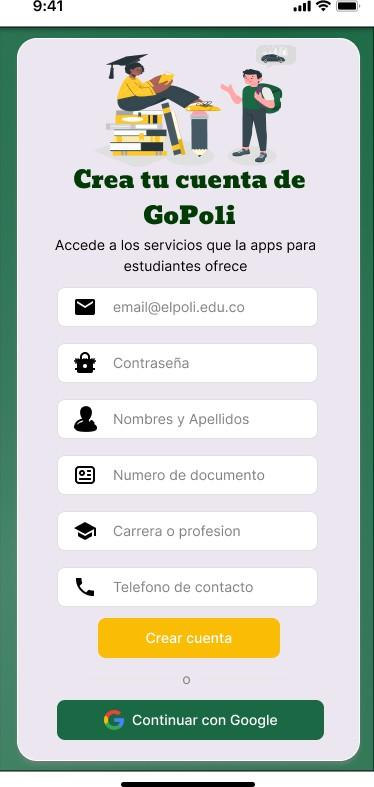 9:41
Crea tu cuenta de
GoPoli
Accede a los servicios que la apps para
estudiantes ofrece
email@elpoli.edu.co
Contraseña
Nombres y Apellidos
Numero de documento
Carrera o profesion
Telefono de contacto
Crear cuenta
o
Continuar con Google